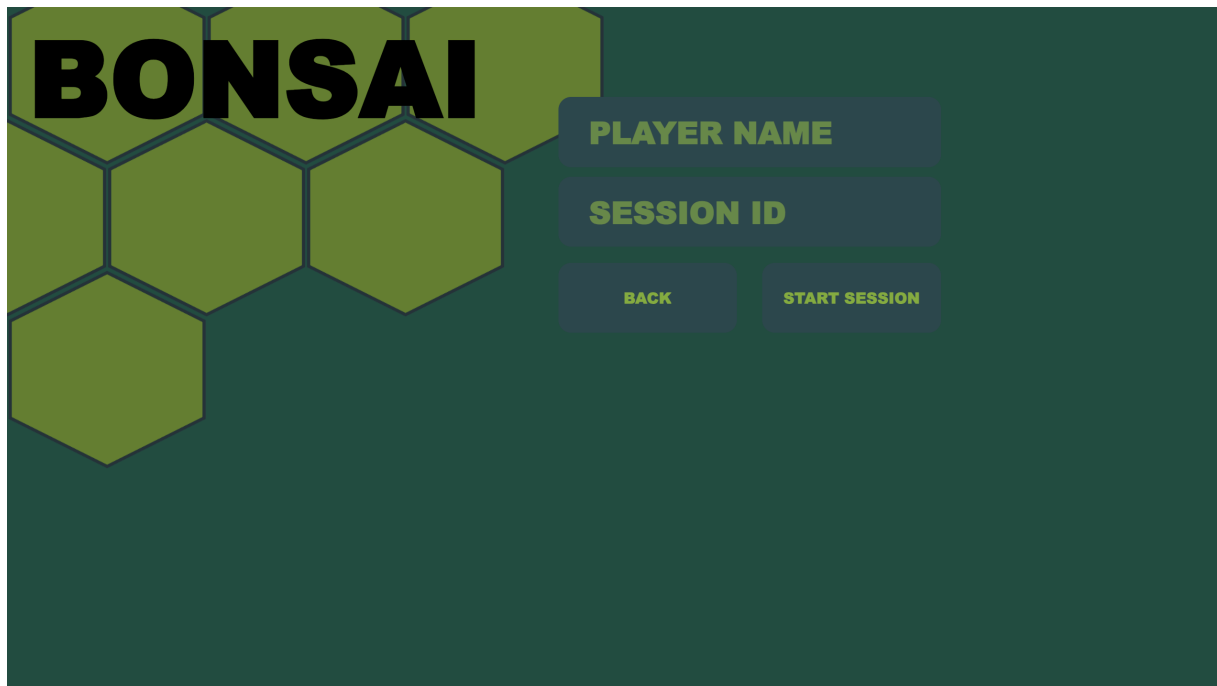 BONSAI
PLAYER NAME
SESSION ID
BACK
START SESSION